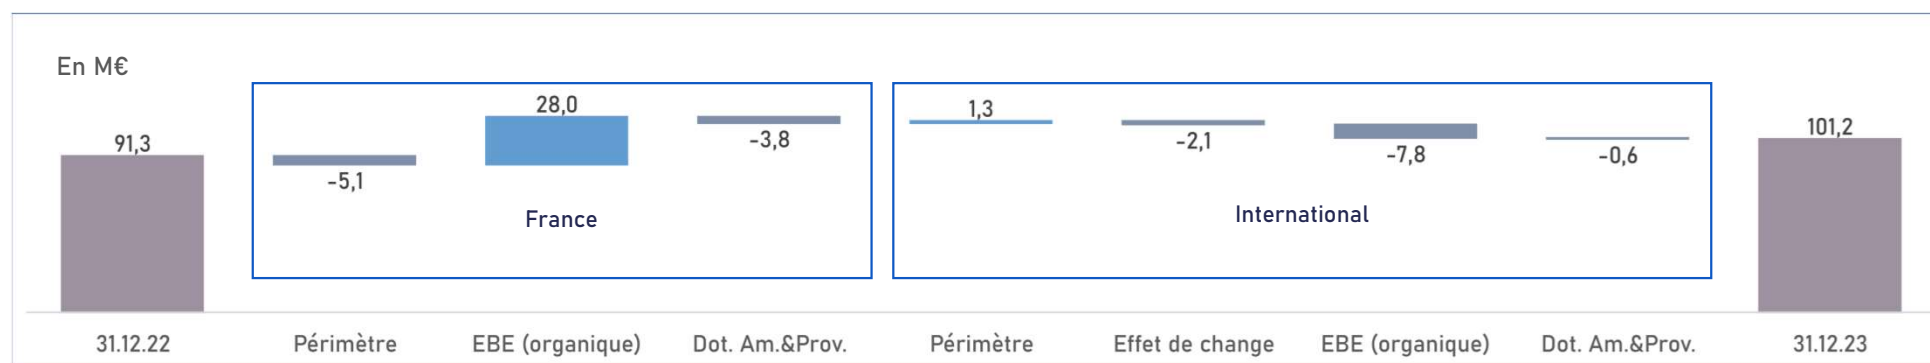 En M€
91,3
-5,1
28,0
-3,8
France
1,3
-2,1
-7,8
-0,6
International
101,2
31.12.22
Périmètre
EBE (organique)
Dot. Am.&Prov.
Périmètre
Effet de change
EBE (organique)
Dot. Am.&Prov.
31.12.23